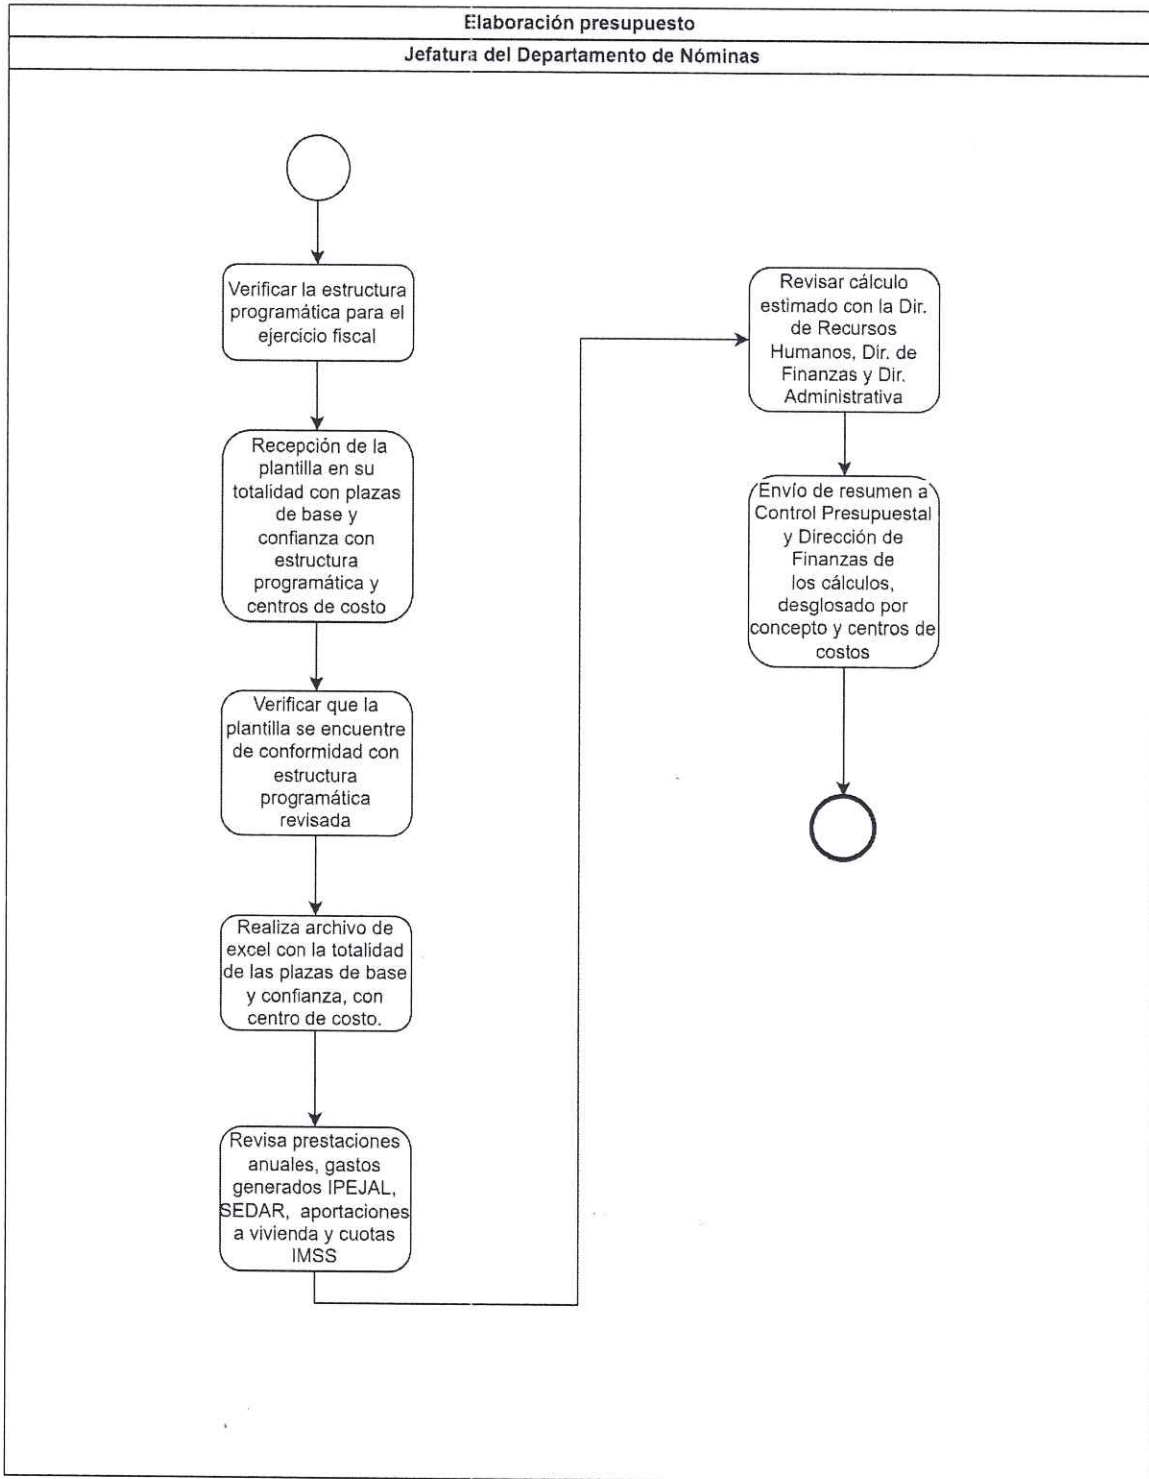 Elaboración presupuesto
Jefatura del Departamento de Nóminas
Verificar la estructura
programática para el
ejercicio fiscal
Recepción de la
plantilla en su
totalidad con plazas
de base y
confianza con
estructura
programática y
centros de costo
Verificar que la
plantilla se encuentre
de conformidad con
estructura
programática
revisada
Realiza archivo de
excel con la totalidad
de las plazas de base
y confianza, con
centro de costo.
Revisa prestaciones
anuales, gastos
generados IPEJAL,
SEDAR, aportaciones
a vivienda y cuotas
IMSS
Revisar cálculo
estimado con la Dir.
de Recursos
Humanos, Dir. de
Finanzas y Dir.
Administrativa
Envío de resumen a
Control Presupuestal
y Dirección de
Finanzas de
los cálculos,
desglosado por
concepto y centros de
costos